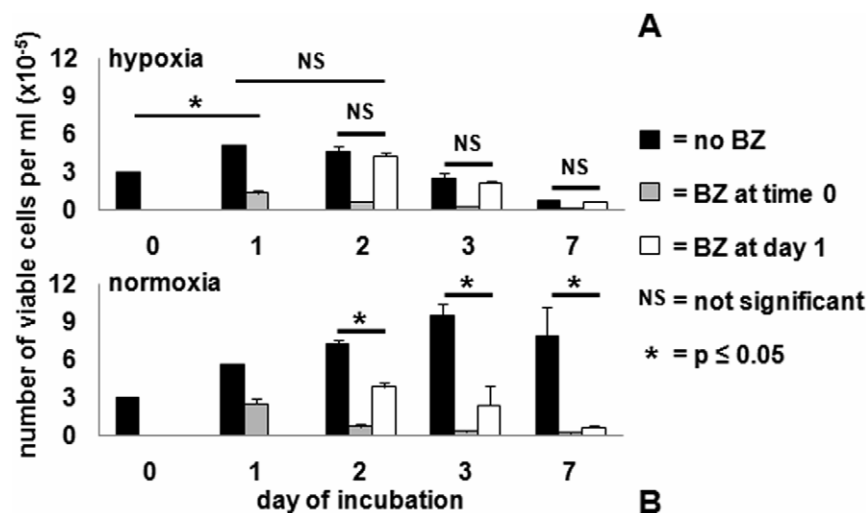 A
number of viable cells per ml (x10-5)
12
hypoxia
9
6
3
0
*
NS
NS
NS
NS
0 1 2 3 7
12
normoxia
9
6
3
0
*
*
*
0 1 2 3 7
day of incubation
B
= no BZ
= BZ at time 0
= BZ at day 1
NS = not significant
* = p ≤ 0.05